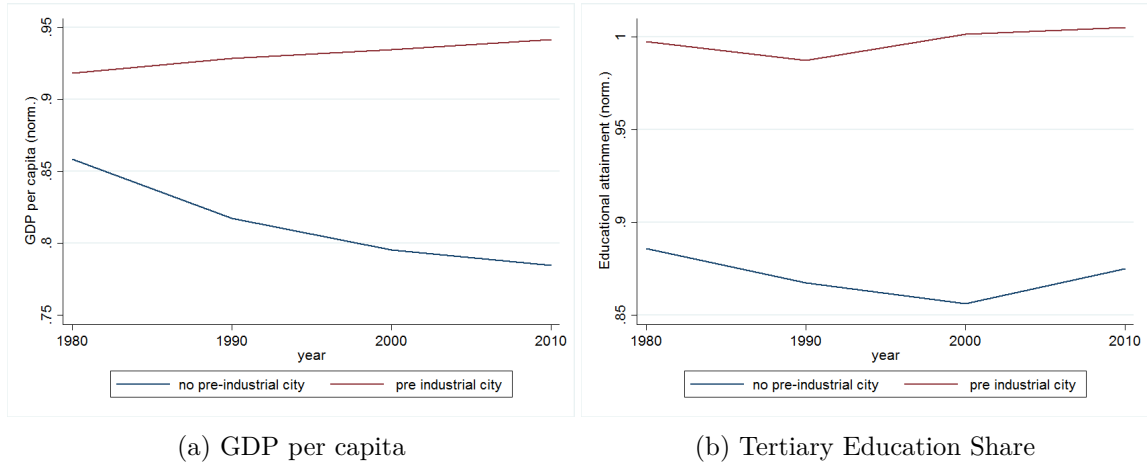 GDP per capita (norm.)
.95
.9
.85
.8
.75
1980
1990
2000
2010
year
no pre-industrial city
pre industrial city
(a) GDP per capita
Educational attainment (norm.)
1
.95
.9
.85
1980
1990
2000
2010
year
no pre-industrial city
pre industrial city
(b) Tertiary Education Share